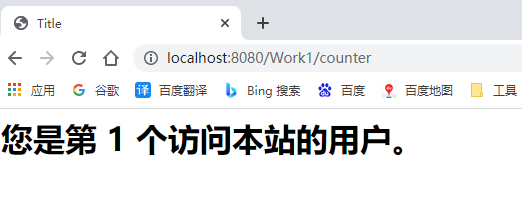 Title
localhost:8080/Work1/counter
应用 谷歌 百度翻译 Bing 搜索 百度 百度地图 工具
您是第 1 个访问本站的用户。